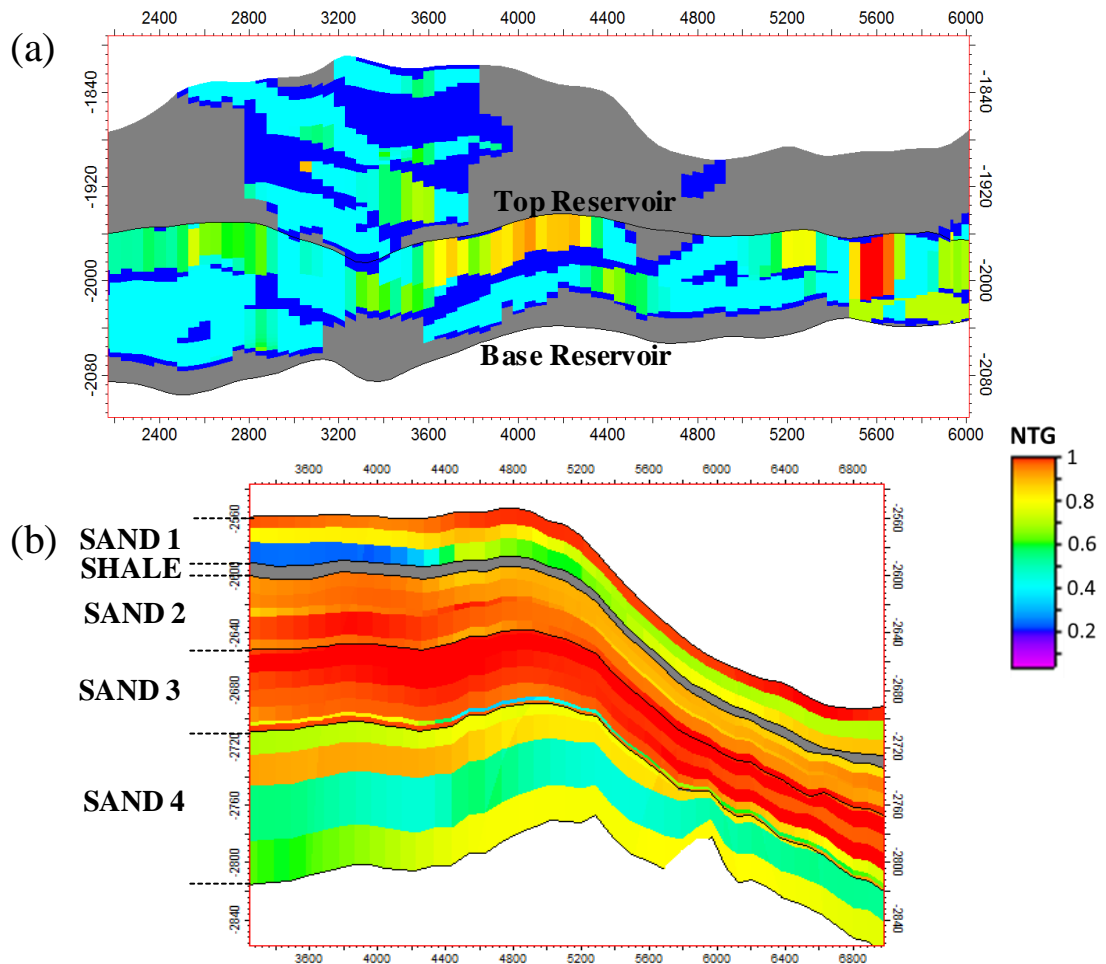 (a)
2400 2800 3200 3600 4000 4400 4800 5200 5600 6000
-1840 -1840
-1920 -1920
Top Reservoir
-2000 -2000
Base Reservoir
-2080 -2080
2400 2800 3200 3600 4000 4400 4800 5200 5600 6000
NTG
1
0.8
0.6
0.4
0.2
(b)
3600 4000 4400 4800 5200 5600 6000 6400 6800
-2560 -2560
SAND 1
SHALE
-2600 -2600
SAND 2
-2640 -2640
SAND 3
-2680 -2680
-2720 -2720
SAND 4
-2760 -2760
-2800 -2800
-2840 -2840
3600 4000 4400 4800 5200 5600 6000 6400 6800